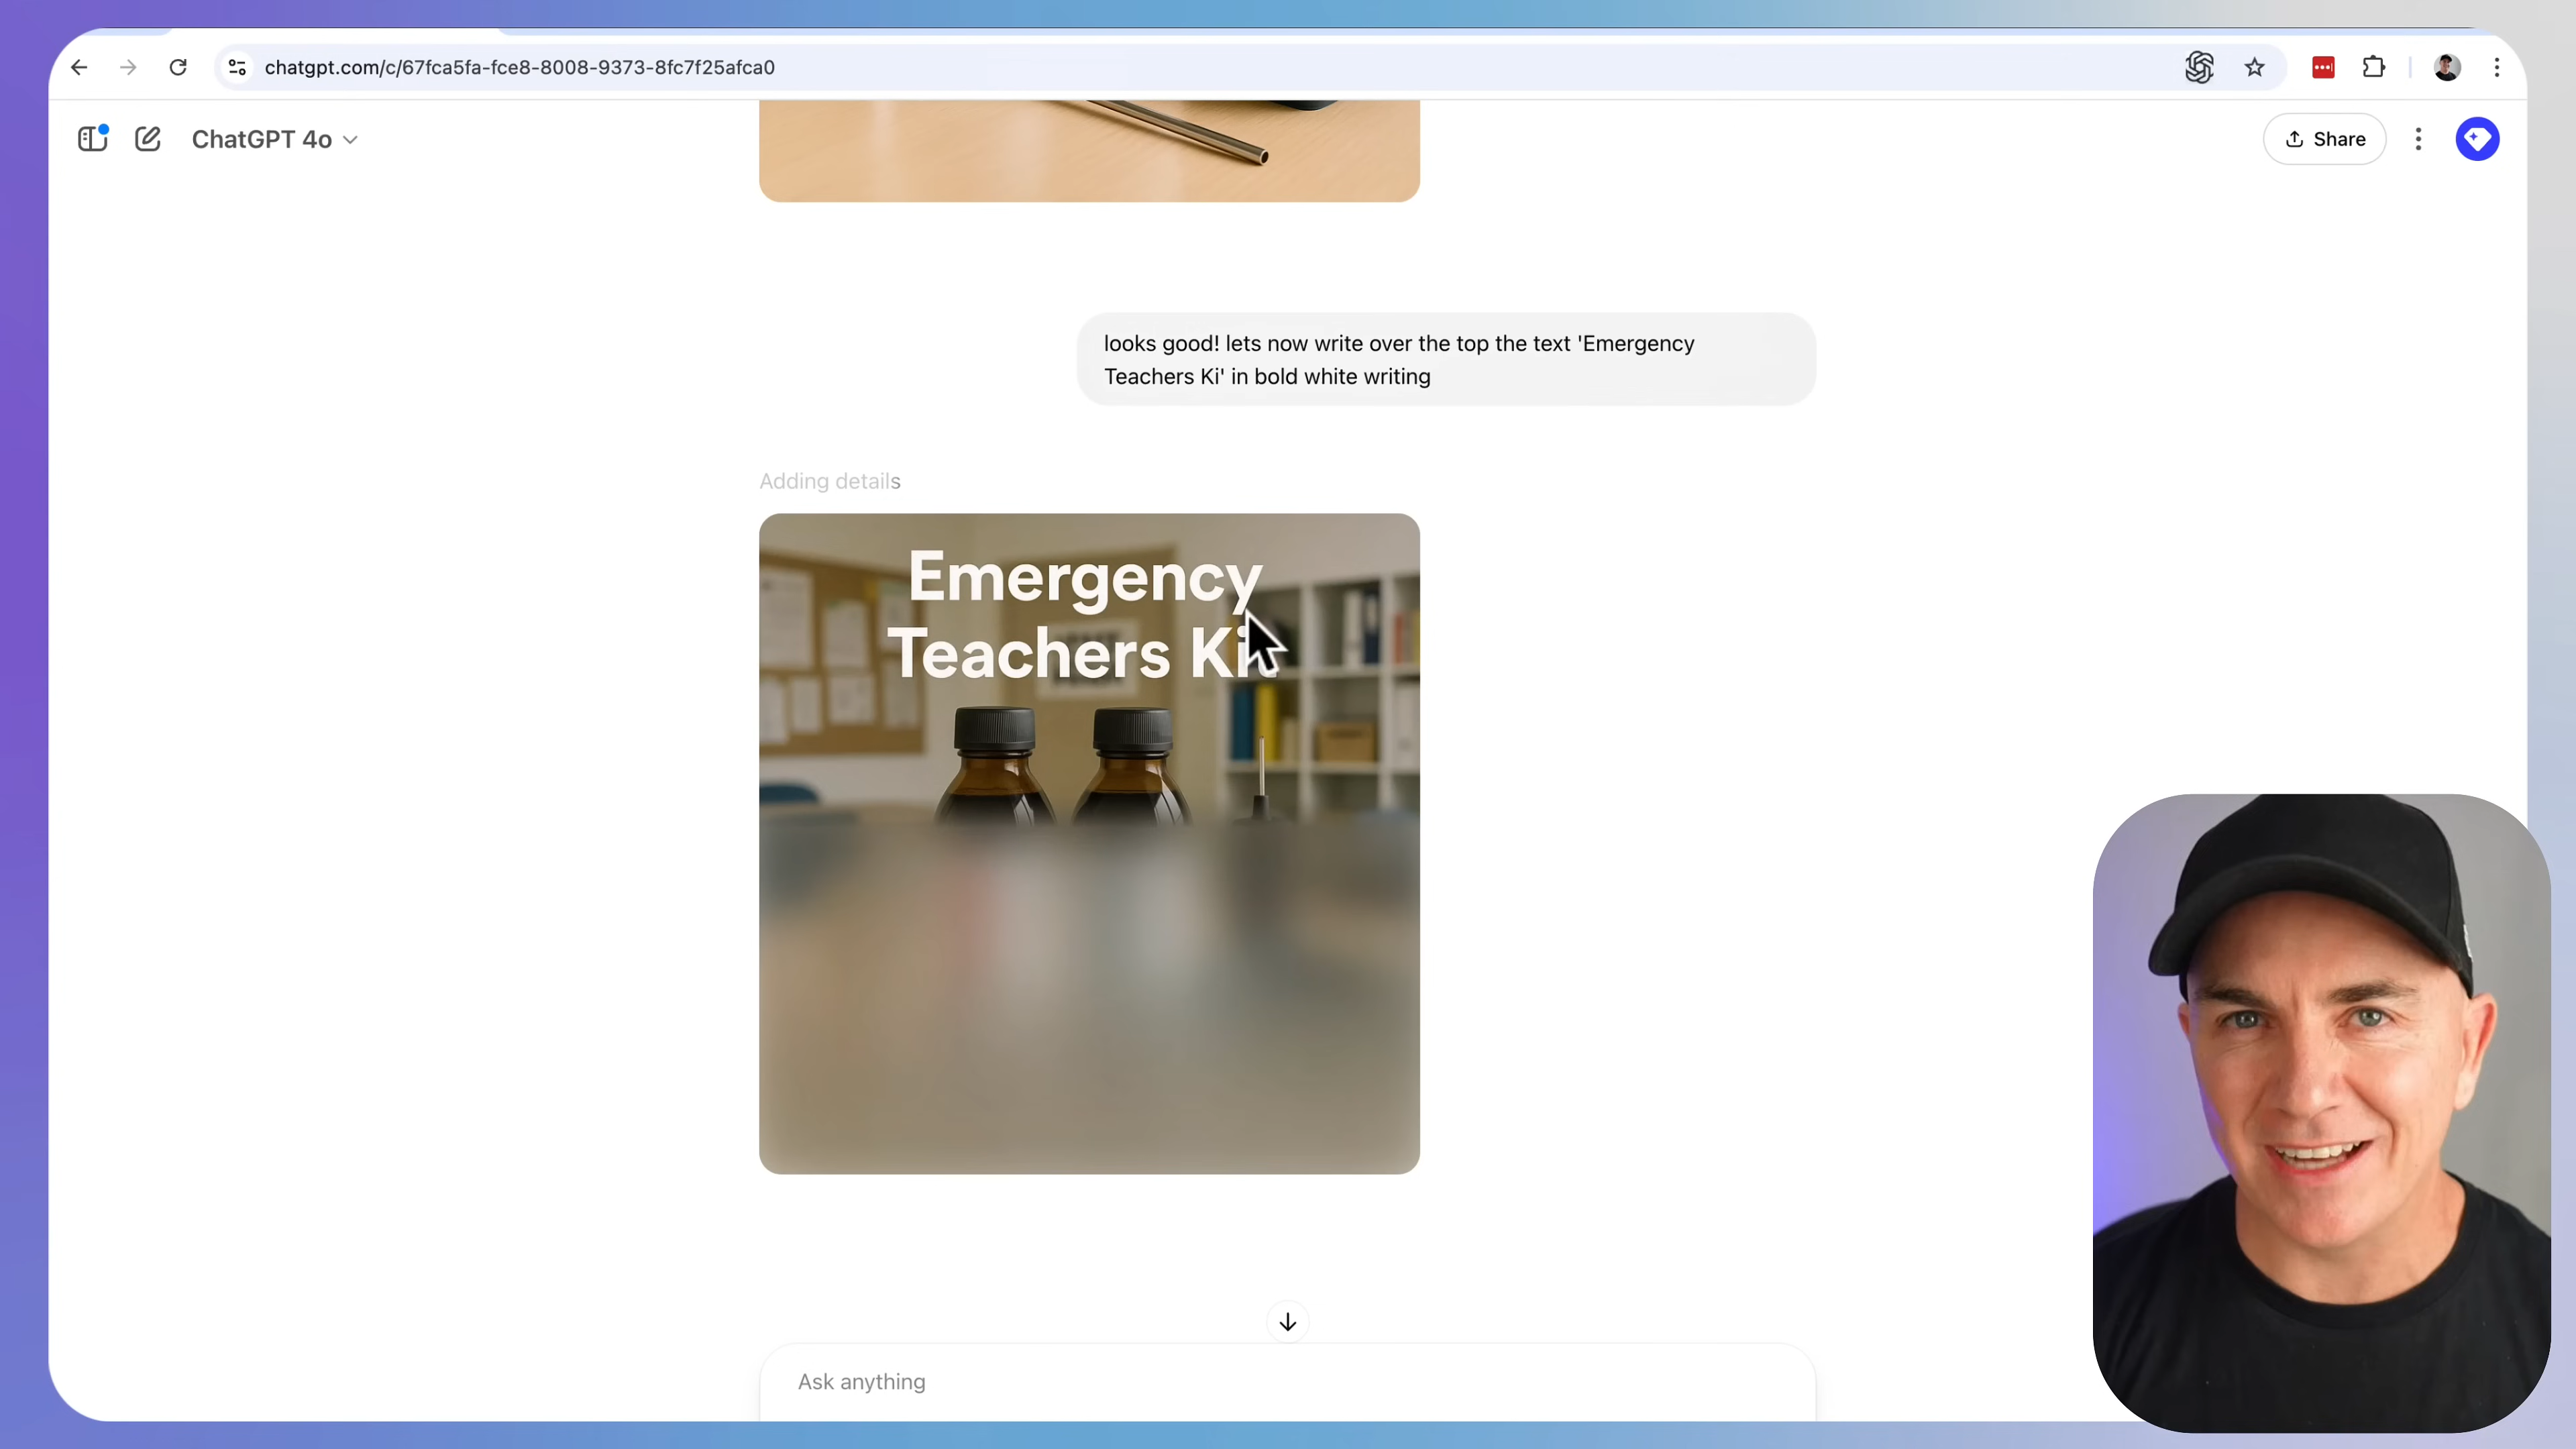 chatgpt.com/c/67fca5fa-fce8-8008-9373-8fc7f25afca0
ChatGPT 4o
Share
looks good! lets now write over the top the text 'Emergency
Teachers Ki' in bold white writing
Adding details
Emergency
Teachers Kit
Ask anything